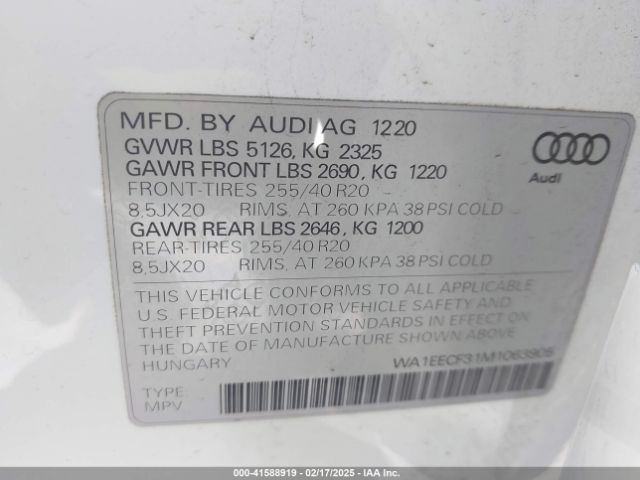 MFD. BY AUDI AG 1220
GVWR LBS 5126, KG 2325
GAWR FRONT LBS 2690, KG 1220
FRONT-TIRES 255/40 R20
8,5JX20 RIMS, AT 260 KPA 38 PSI COLD
GAWR REAR LBS 2646, KG 1200
REAR-TIRES 255/40 R20
8,5JX20 RIMS, AT 260 KPA 38 PSI COLD
Audi
THIS VEHICLE CONFORMS TO ALL APPLICABLE
U.S. FEDERAL MOTOR VEHICLE SAFETY AND
THEFT PREVENTION STANDARDS IN EFFECT ON
THE DATE OF MANUFACTURE SHOWN ABOVE
HUNGARY WA1EECF31M1063905
TYPE:
MPV
000-41588919 - 02/17/2025 - IAAI.com